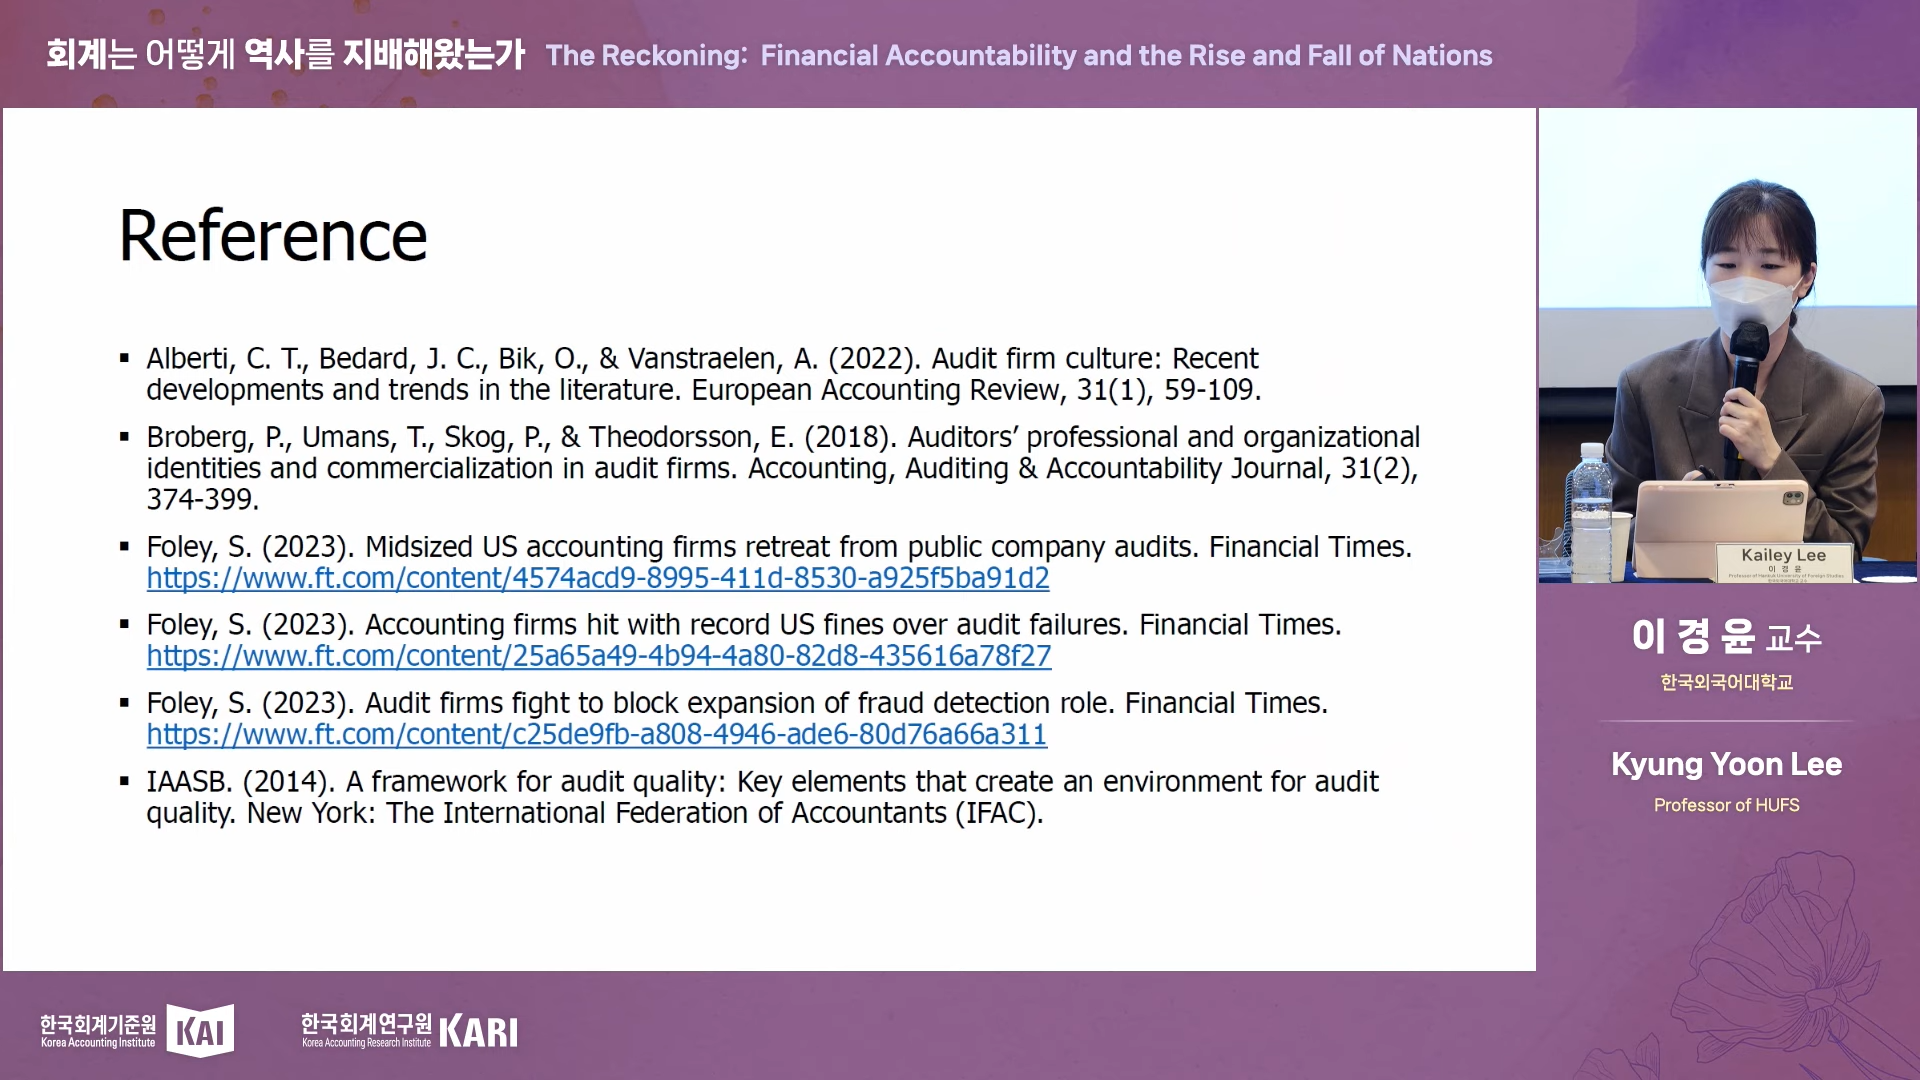 회계는 어떻게 역사를 지배해왔는가 The Reckoning: Financial Accountability and the Rise and Fall of Nations
Reference
▪ Alberti, C. T., Bedard, J. C., Bik, O., & Vanstraelen, A. (2022). Audit firm culture: Recent
developments and trends in the literature. European Accounting Review, 31(1), 59-109.
▪ Broberg, P., Umans, T., Skog, P., & Theodorsson, E. (2018). Auditors’ professional and organizational
identities and commercialization in audit firms. Accounting, Auditing & Accountability Journal, 31(2),
374-399.
▪ Foley, S. (2023). Midsized US accounting firms retreat from public company audits. Financial Times.
https://www.ft.com/content/4574acd9-8995-411d-8530-a925f5ba91d2
▪ Foley, S. (2023). Accounting firms hit with record US fines over audit failures. Financial Times.
https://www.ft.com/content/25a65a49-4b94-4a80-82d8-435616a78f27
▪ Foley, S. (2023). Audit firms fight to block expansion of fraud detection role. Financial Times.
https://www.ft.com/content/c25de9fb-a808-4946-ade6-80d76a66a311
▪ IAASB. (2014). A framework for audit quality: Key elements that create an environment for audit
quality. New York: The International Federation of Accountants (IFAC).
Kailey Lee
이 경 윤
Professor of Hankuk University of Foreign Studies
이 경 윤 교수
한국외국어대학교
Kyung Yoon Lee
Professor of HUFS
한국회계기준원
Korea Accounting Institute
KAI
한국회계연구원
Korea Accounting Research Institute
KARI